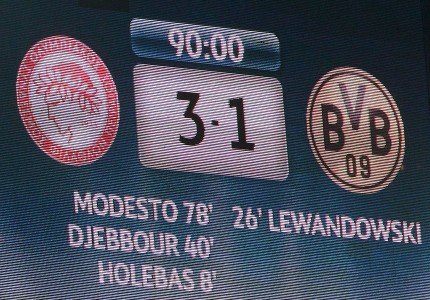 90:00
3-1
BVB
09
MODESTO 78' 26' LEWANDOWSKI
DJEBBOUR 40'
HOLEBAS 8'